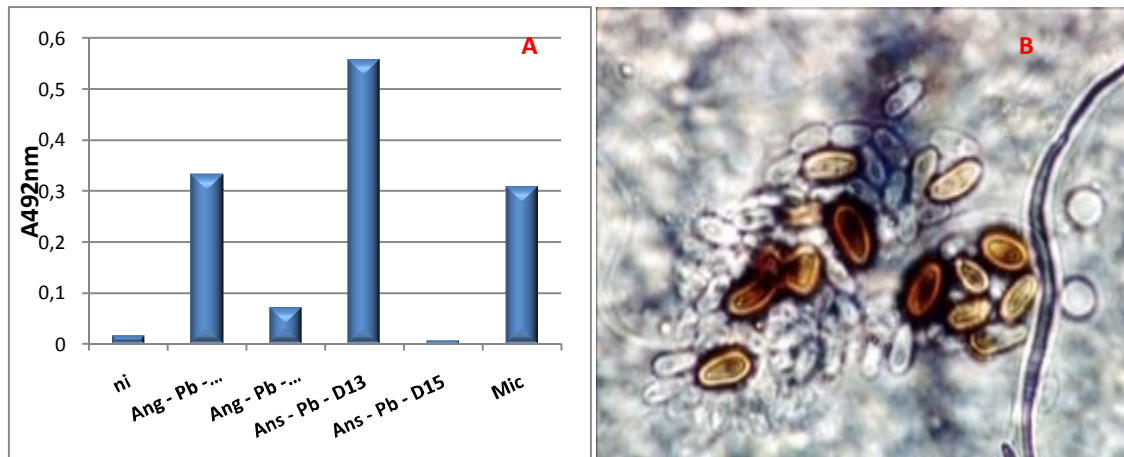 A
0,6
0,5
0,4
0,3
0,2
0,1
0
A492nm
ni
Ang - Pb -...
Ang - Pb -...
Ans - Pb - D13
Ans - Pb - D15
Mic
B